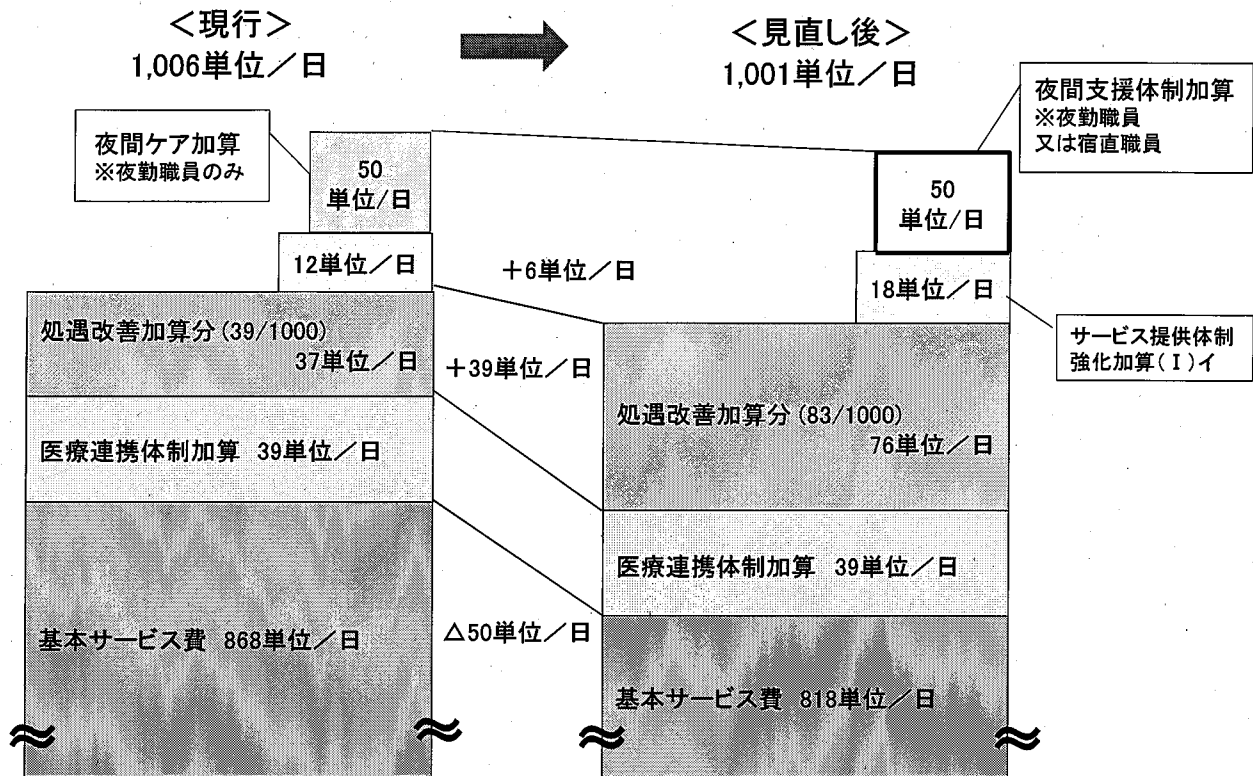 ＜現行＞
1,006単位／日
＜見直し後＞
1,001単位／日
夜間ケア加算
※夜勤職員のみ
50
単位/日
12単位／日
処遇改善加算分(39/1000)
37単位／日
医療連携体制加算 39単位／日
基本サービス費 868単位／日
＋6単位／日
＋39単位／日
△50単位／日
夜間支援体制加算
※夜勤職員
又は宿直職員
50
単位/日
18単位／日
サービス提供体制
強化加算(Ⅰ)イ
処遇改善加算分(83/1000)
76単位／日
医療連携体制加算 39単位／日
基本サービス費 818単位／日